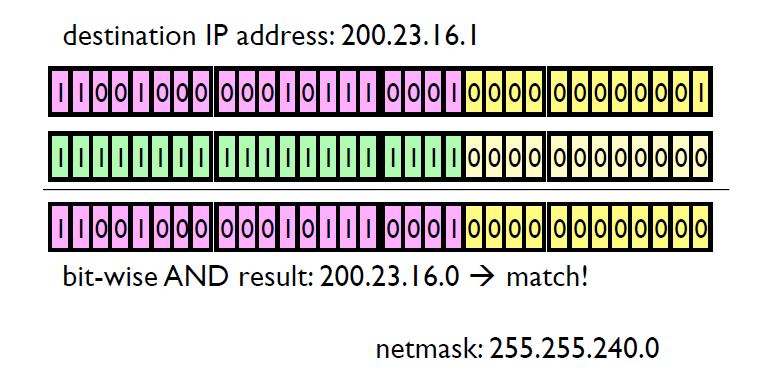 destination IP address: 200.23.16.1
11001000 00010111 00010000 00000001
11111111 11111111 11110000 00000000
11001000 00010111 00010000 00000000
bit-wise AND result: 200.23.16.0 → match!
netmask: 255.255.240.0